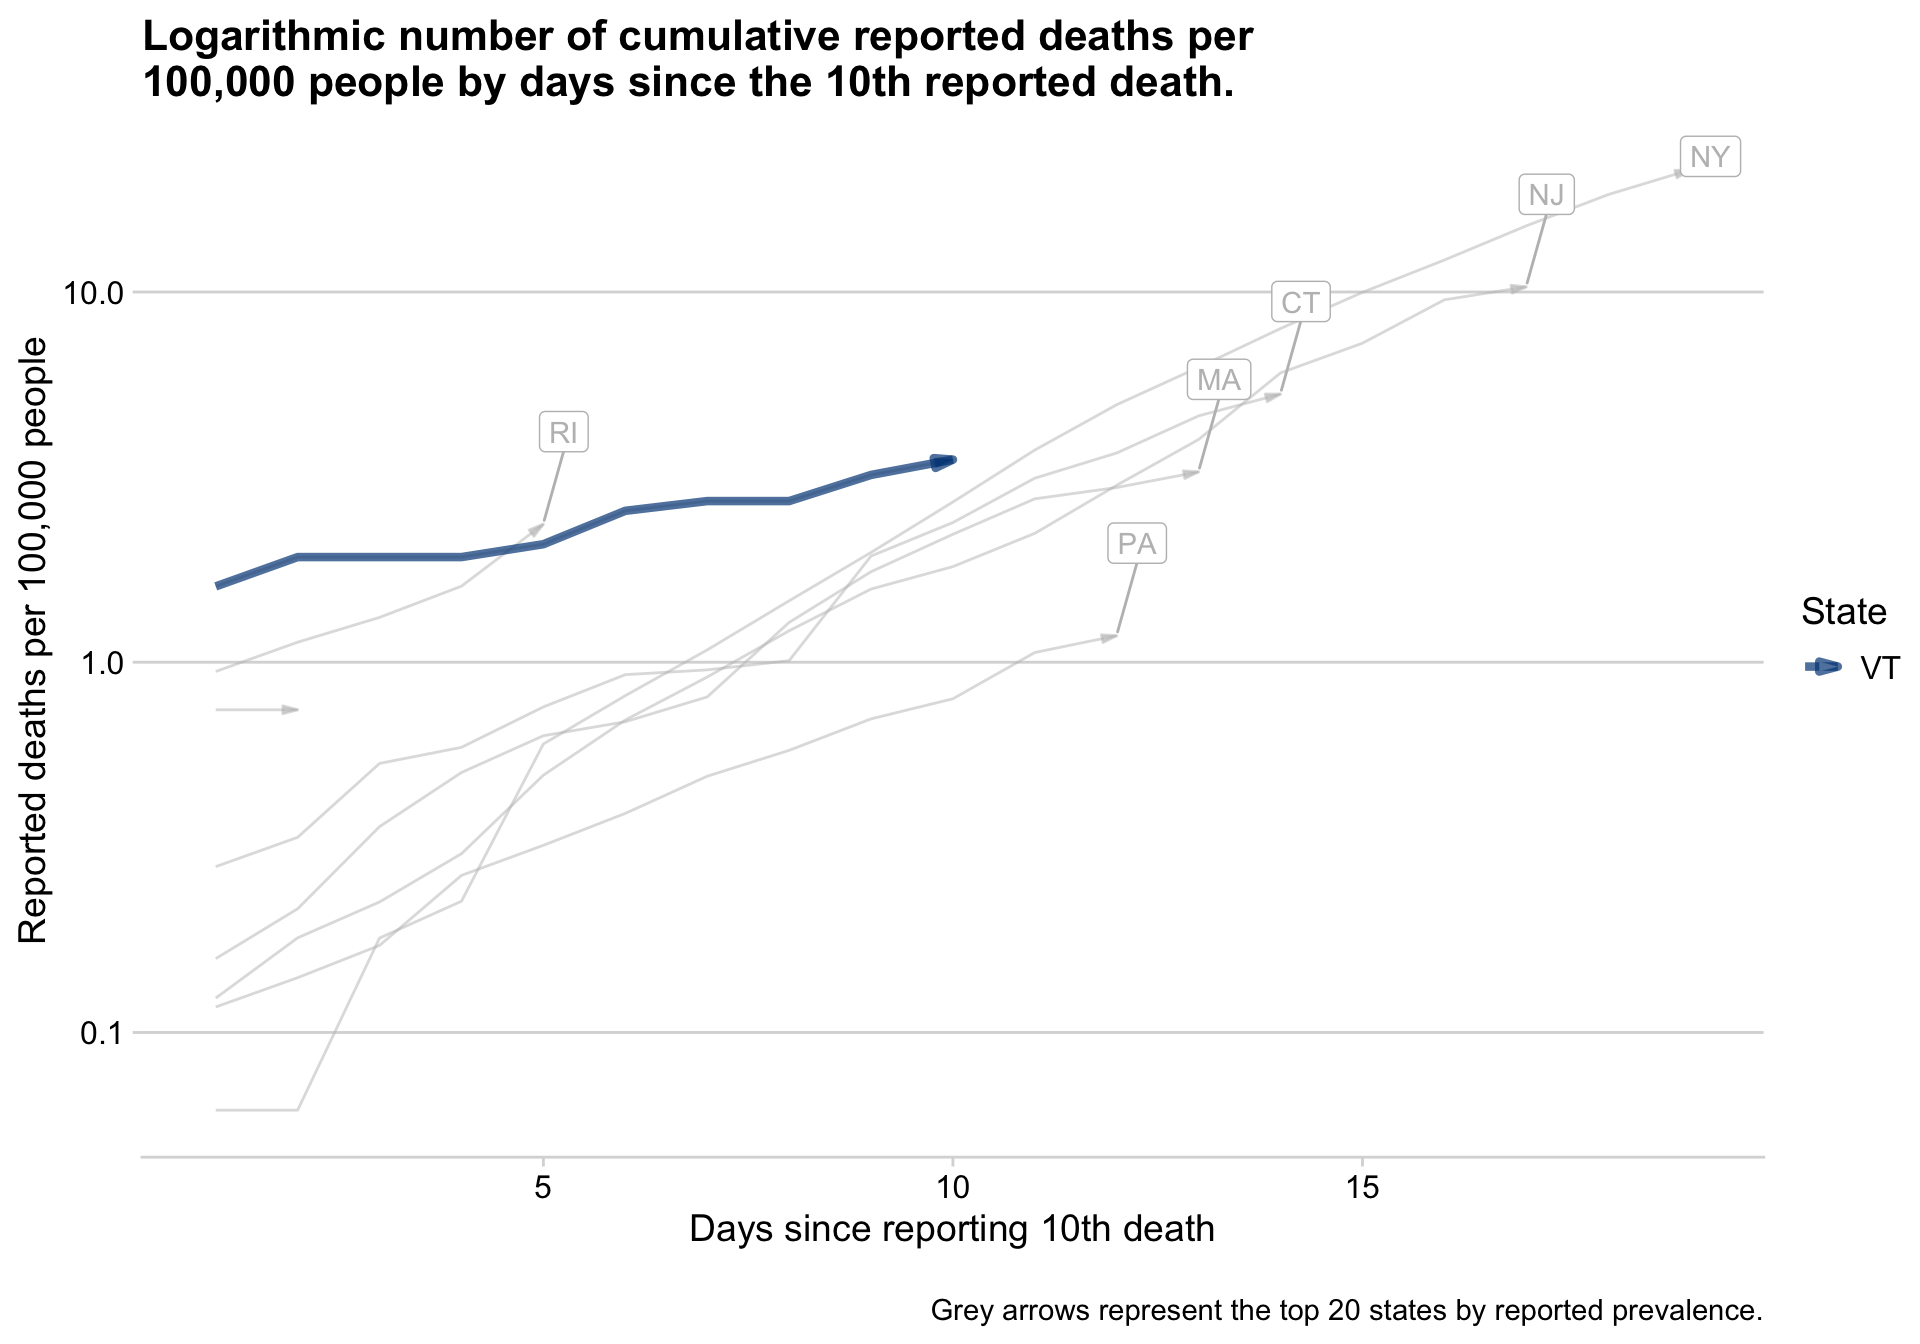 Logarithmic number of cumulative reported deaths per
100,000 people by days since the 10th reported death.
NY
NJ
10.0
CT
MA
RI
PA
1.0
0.1
Reported deaths per 100,000 people
State
VT
5
10
15
Days since reporting 10th death
Grey arrows represent the top 20 states by reported prevalence.